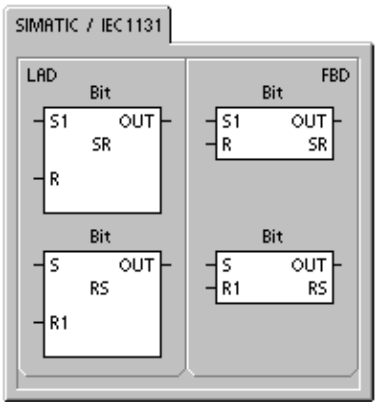 SIMATIC / IEC1131
LAD
Bit
S1 OUT
SR
R
Bit
S OUT
RS
R1
FBD
Bit
S1 OUT
R SR
Bit
S OUT
R1 RS